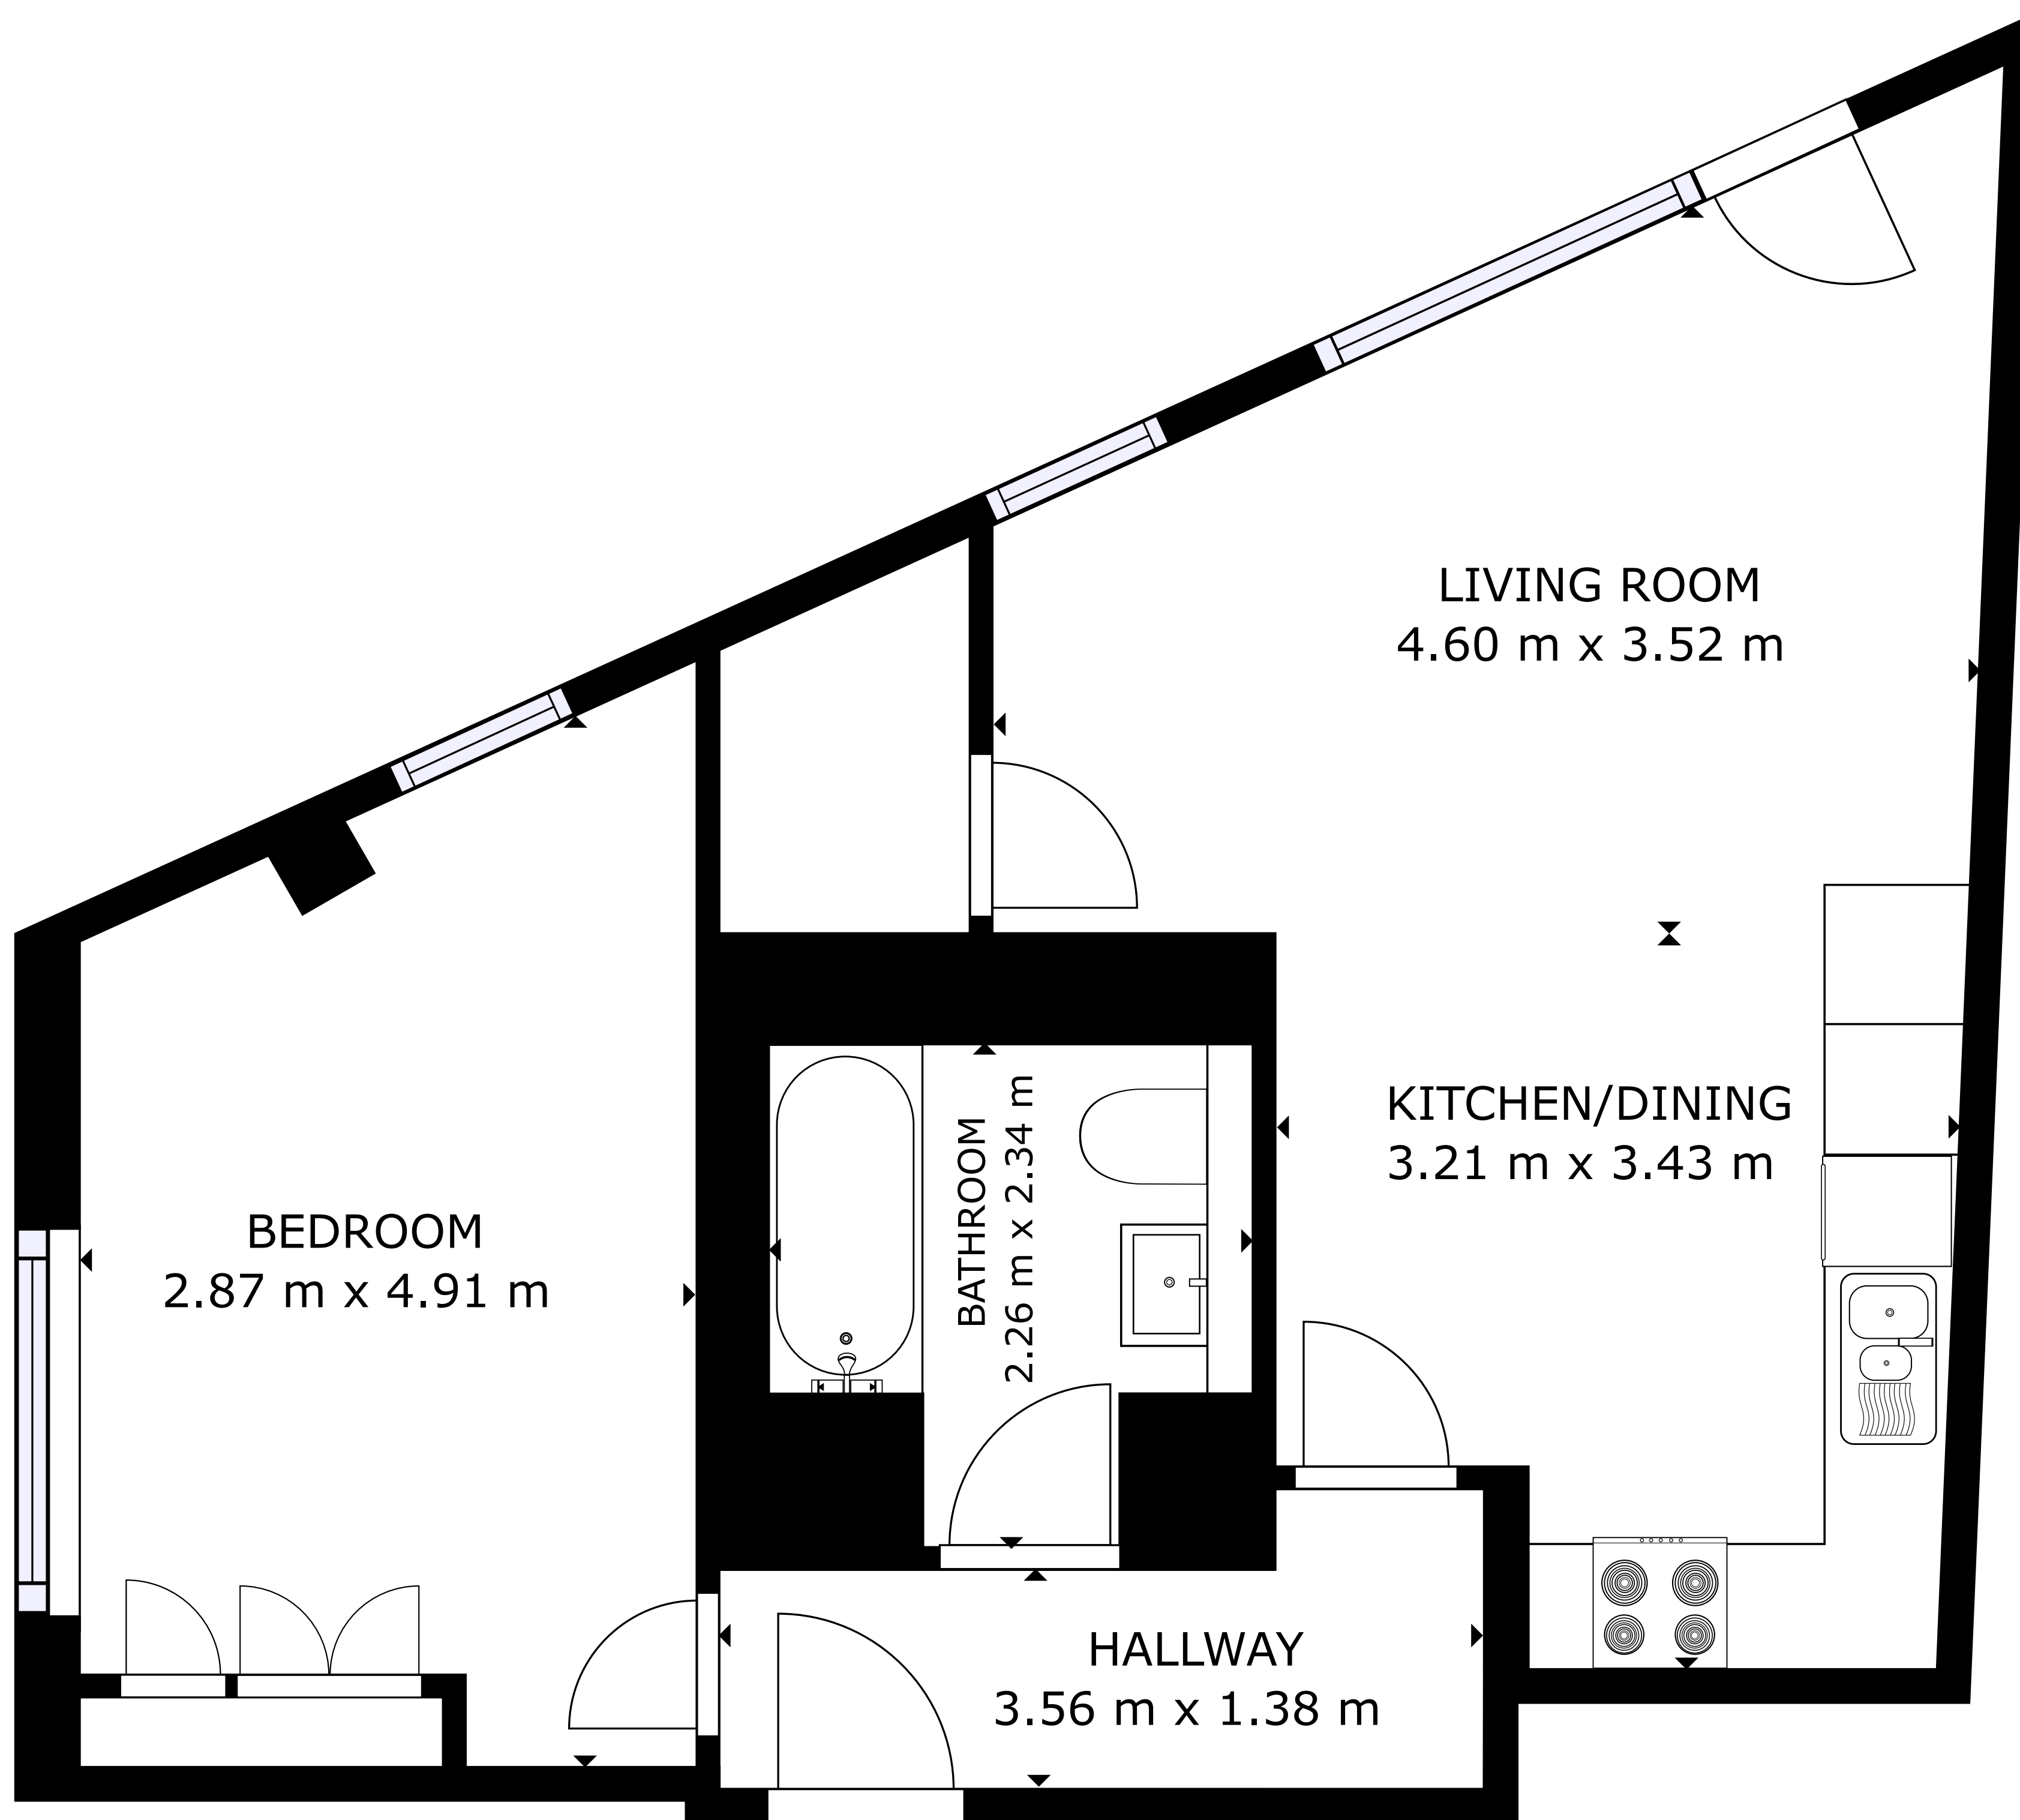 LIVING ROOM
4.60 m x 3.52 m
KITCHEN/DINING
3.21 m x 3.43 m
BATHROOM
2.26 m x 2.34 m
BEDROOM
2.87 m x 4.91 m
HALLWAY
3.56 m x 1.38 m